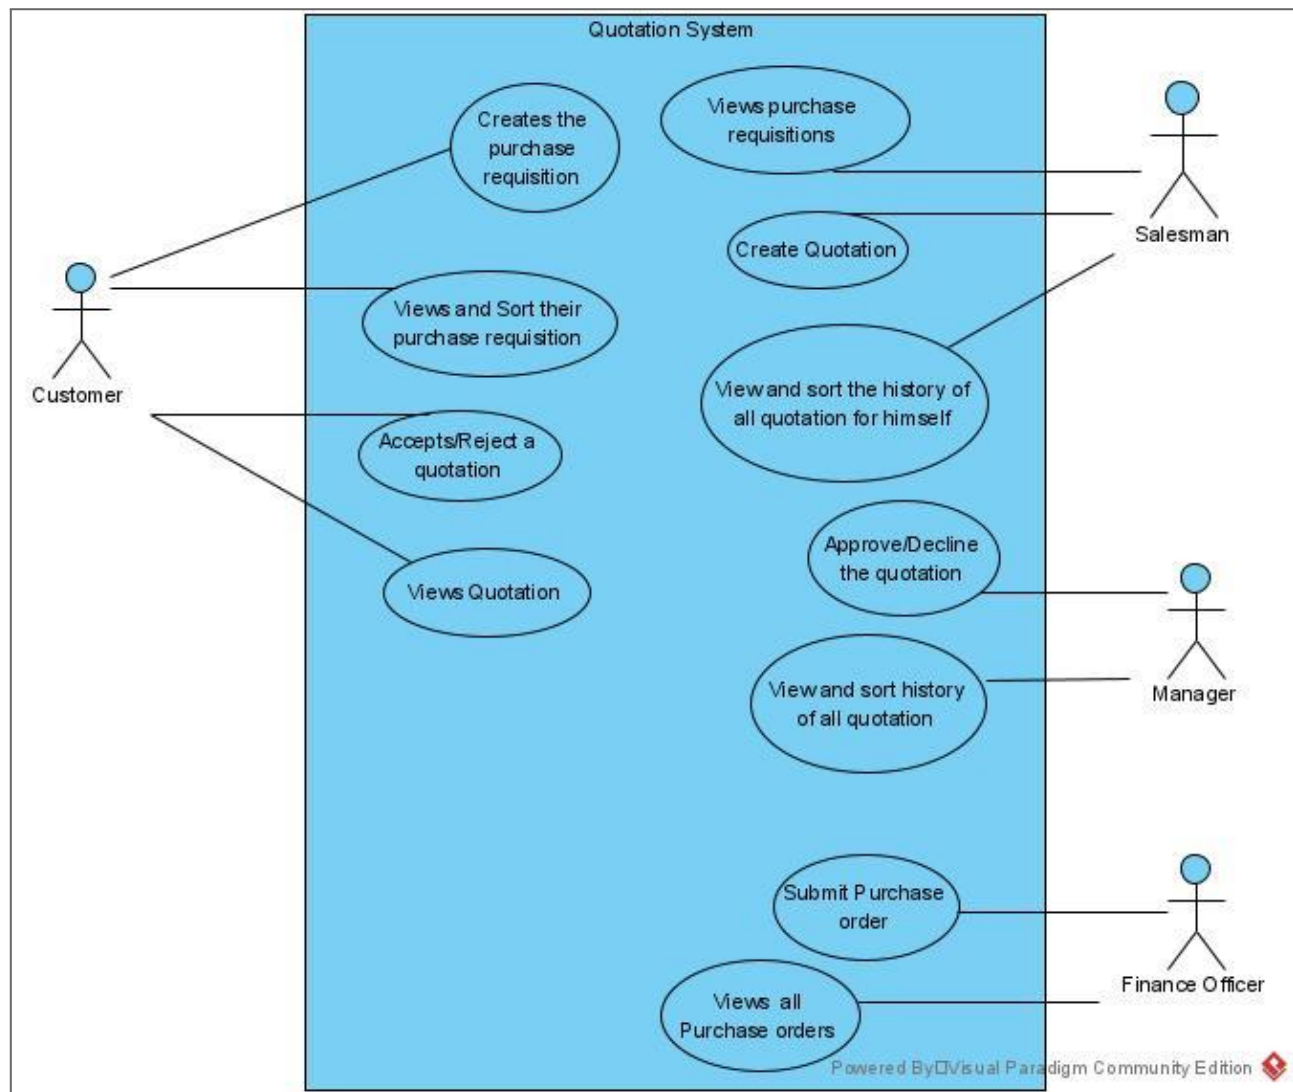 Quotation System
Creates the
purchase
requisition
Views purchase
requisitions
Salesman
Create Quotation
Customer
Views and Sort their
purchase requisition
View and sort the history of
all quotation for himself
Accepts/Reject a
quotation
Approve/Decline
the quotation
Views Quotation
Manager
View and sort history
of all quotation
Submit Purchase
order
Finance Officer
Views all
Purchase orders
Powered By□Visual Paradigm Community Edition